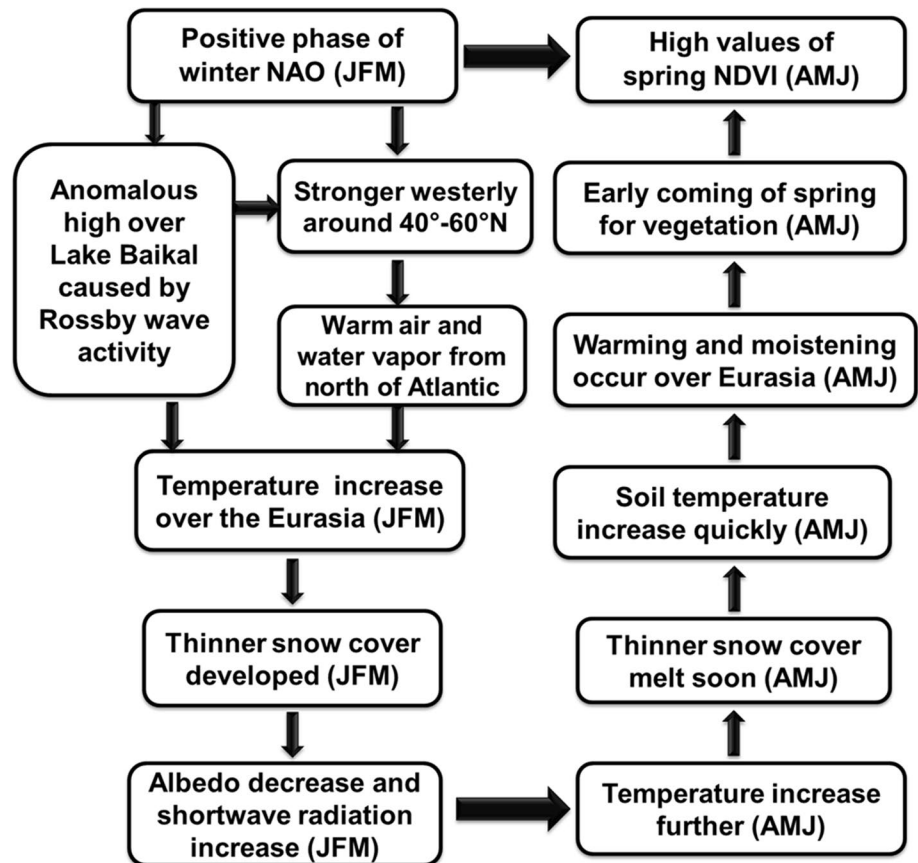 Positive phase of
winter NAO (JFM)
High values of
spring NDVI (AMJ)
Anomalous
high over
Lake Baikal
caused by
Rossby wave
activity
Stronger westerly
around 40°-60°N
Early coming of spring
for vegetation (AMJ)
Warm air and
water vapor from
north of Atlantic
Warming and moistening
occur over Eurasia (AMJ)
Temperature increase
over the Eurasia (JFM)
Soil temperature
increase quickly (AMJ)
Thinner snow cover
developed (JFM)
Thinner snow cover
melt soon (AMJ)
Albedo decrease and
shortwave radiation
increase (JFM)
Temperature increase
further (AMJ)